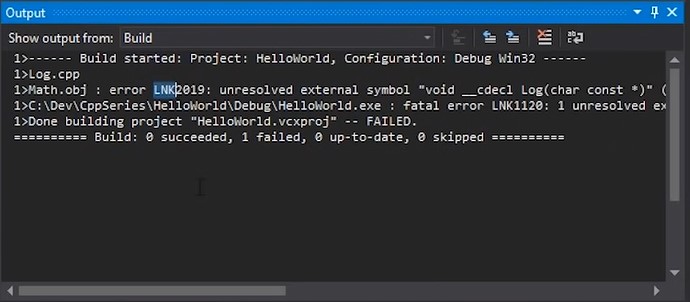 Output
Show output from: Build
1>------ Build started: Project: HelloWorld, Configuration: Debug Win32 ------
1>Log.cpp
1>Math.obj : error LNK2019: unresolved external symbol "void __cdecl Log(char const *)" (
1>C:\Dev\CppSeries\HelloWorld\Debug\HelloWorld.exe : fatal error LNK1120: 1 unresolved ex
1>Done building project "HelloWorld.vcxproj" -- FAILED.
========== Build: 0 succeeded, 1 failed, 0 up-to-date, 0 skipped ==========